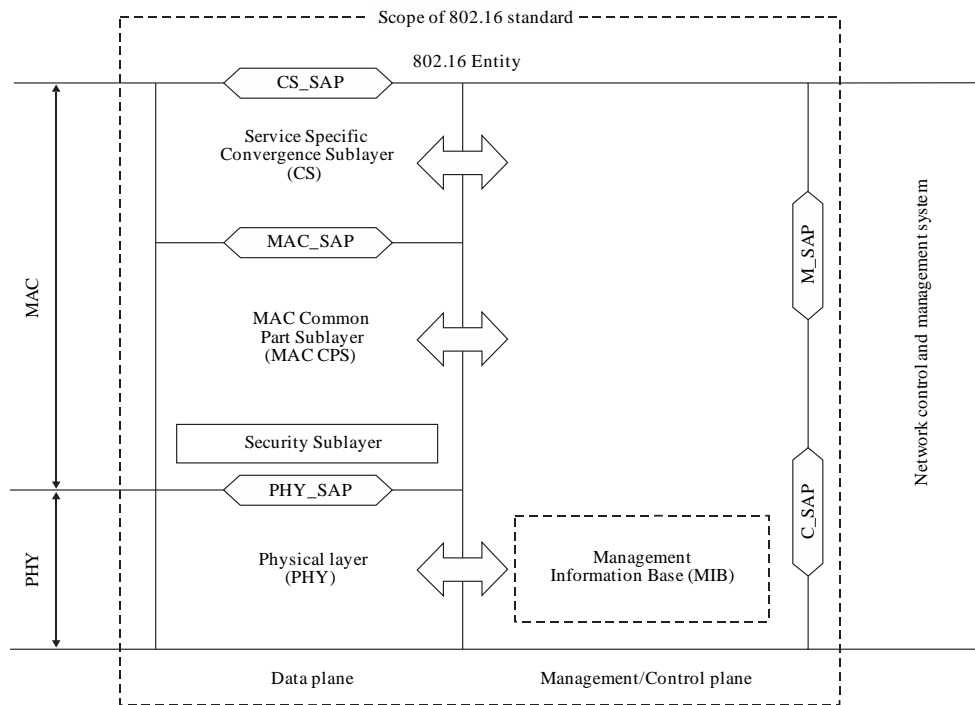 Scope of 802.16 standard
802.16 Entity
CS_SAP
Service Specific
Convergence Sublayer
(CS)
MAC_SAP
M_SAP
MAC
MAC Common
Part Sublayer
(MAC CPS)
Network control and management system
Security Sublayer
PHY_SAP
C_SAP
PHY
Physical layer
(PHY)
Management
Information Base (MIB)
Data plane
Management/Control plane